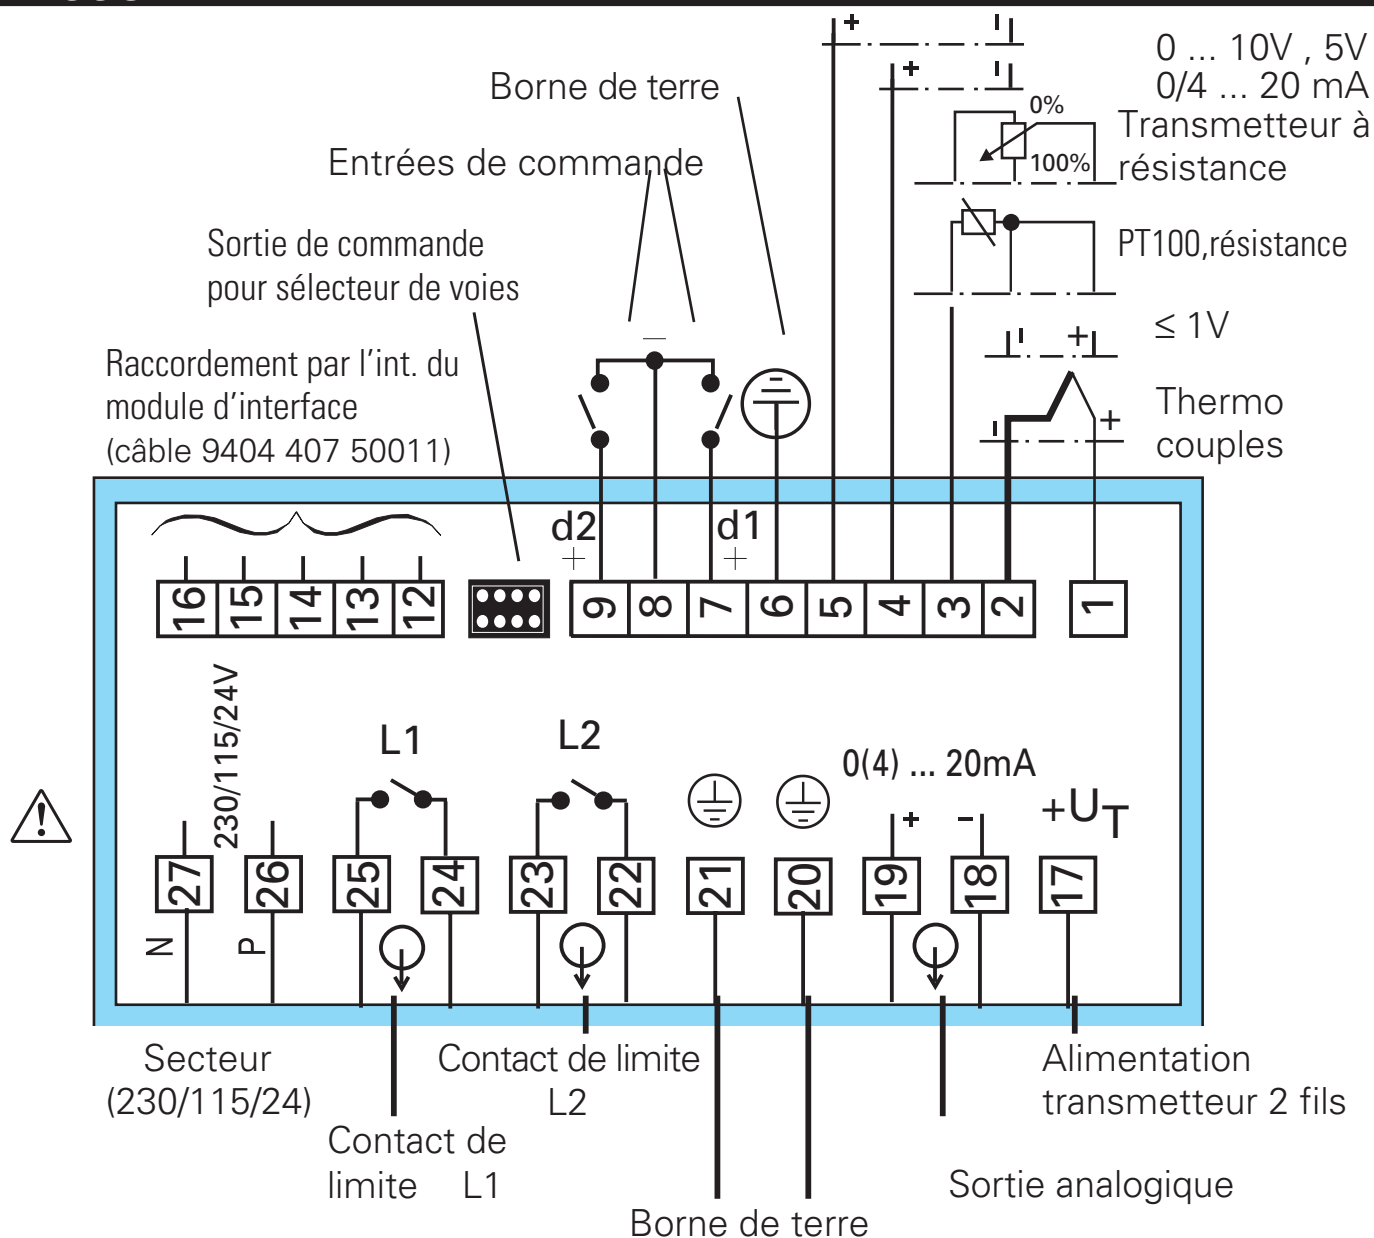 0 ... 10V , 5V
0/4 ... 20 mA
Borne de terre
0%
Transmetteur à
100%
résistance
Entrées de commande
Sortie de commande
pour sélecteur de voies
PT100,résistance
≤ 1V
Raccordement par l'int. du
module d'interface
(câble 9404 407 50011)
Thermo
couples
d2
d1
16 15 14 13 12 9 8 7 6 5 4 3 2 1
230/115/24V
L1
L2
0(4) ... 20mA
+UT
27 26 25 24 23 22 21 20 19 18 17
N P
Secteur
(230/115/24)
Contact de limite
L2
Alimentation
transmetteur 2 fils
Contact de
limite L1
Sortie analogique
Borne de terre